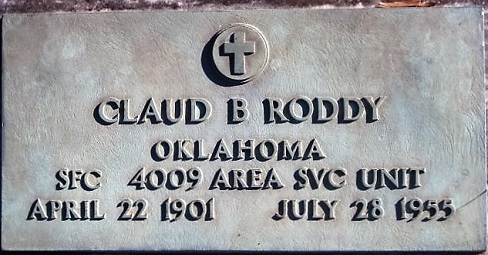 CLAUD B RODDY
OKLAHOMA
SFC 4009 AREA SVC UNIT
APRIL 22 1901 JULY 28 1955